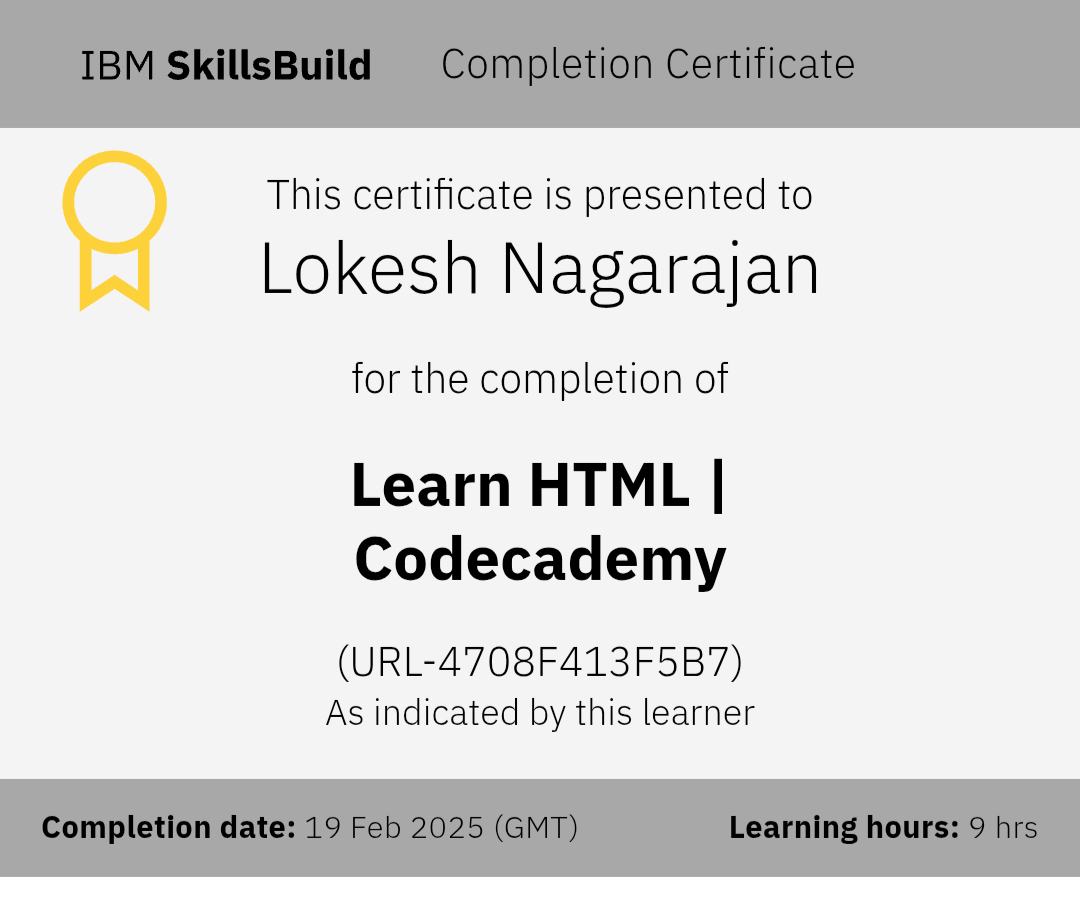 IBM SkillsBuild Completion Certificate
This certificate is presented to
Lokesh Nagarajan
for the completion of
Learn HTML |
Codecademy
(URL-4708F413F5B7)
As indicated by this learner
Completion date: 19 Feb 2025 (GMT) Learning hours: 9 hrs